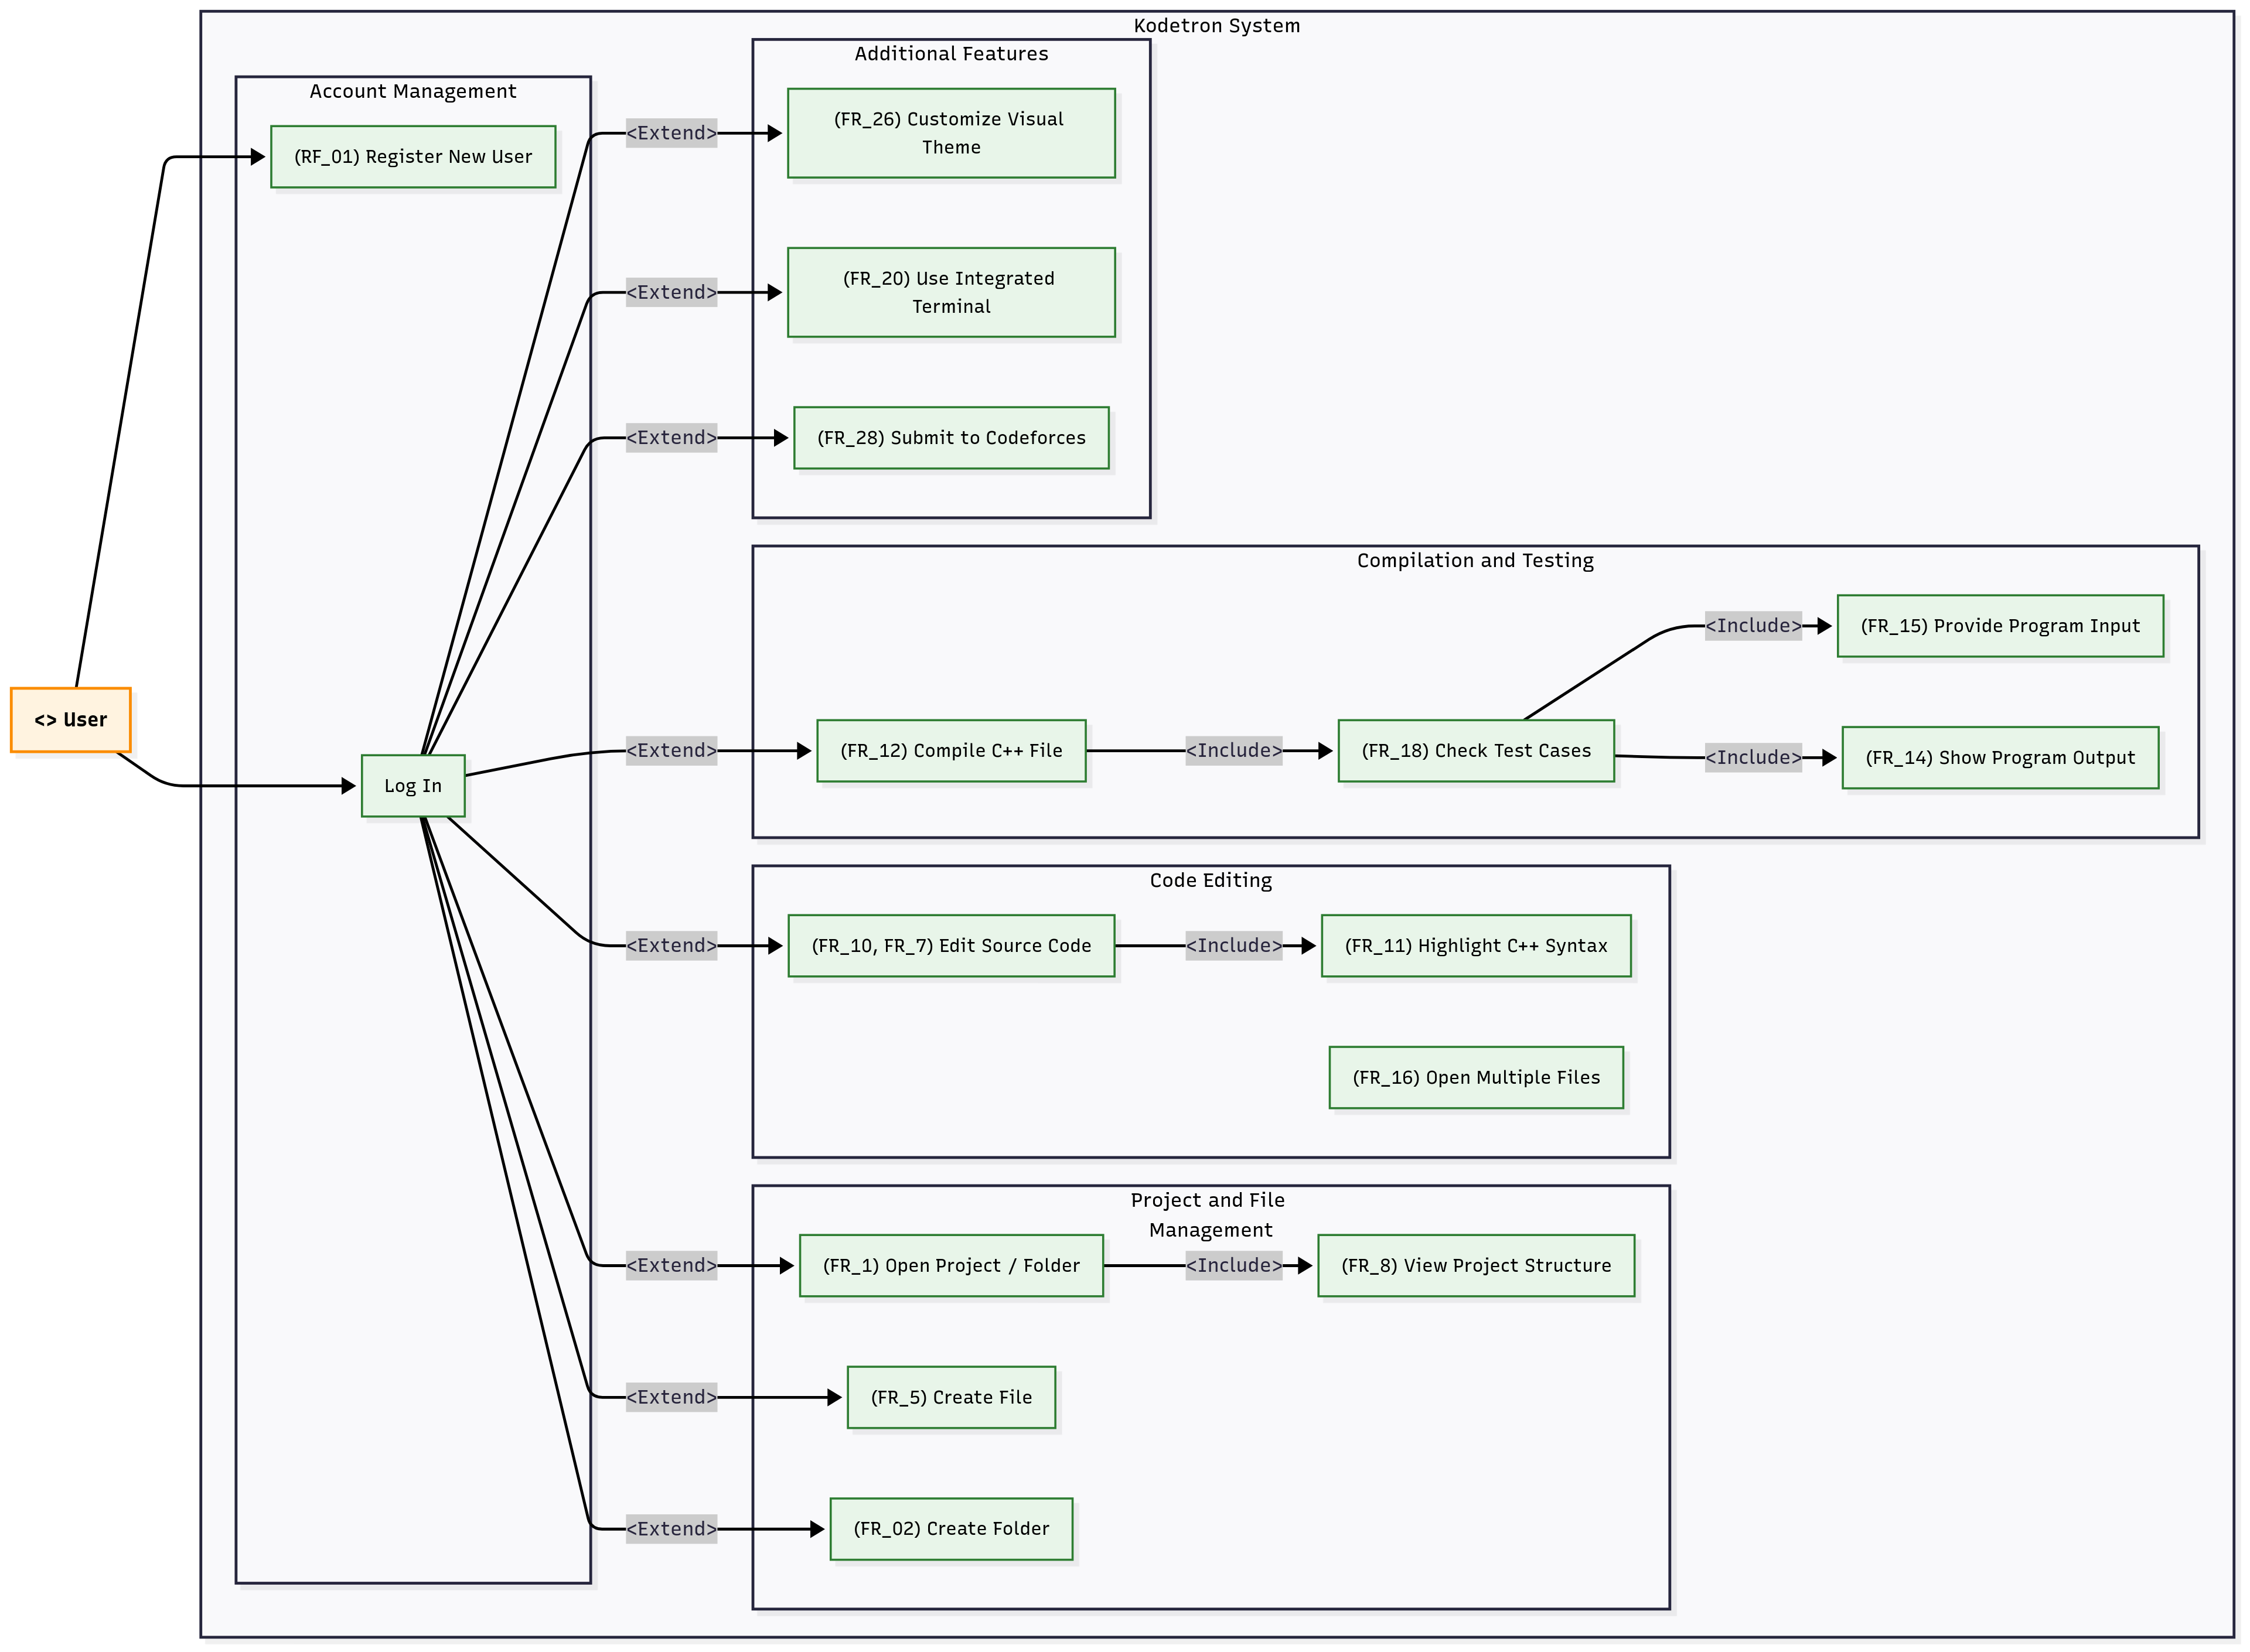 Kodetron System
Account Management
(RF_01) Register New User
<> User
Log In
Additional Features
<Extend>
(FR_26) Customize Visual
Theme
<Extend>
(FR_20) Use Integrated
Terminal
<Extend>
(FR_28) Submit to Codeforces
Compilation and Testing
<Extend>
(FR_12) Compile C++ File
<Include>
(FR_18) Check Test Cases
<Include>
(FR_15) Provide Program Input
<Include>
(FR_14) Show Program Output
Code Editing
<Extend>
(FR_10, FR_7) Edit Source Code
<Include>
(FR_11) Highlight C++ Syntax
(FR_16) Open Multiple Files
Project and File
Management
<Extend>
(FR_1) Open Project / Folder
<Include>
(FR_8) View Project Structure
<Extend>
(FR_5) Create File
<Extend>
(FR_02) Create Folder